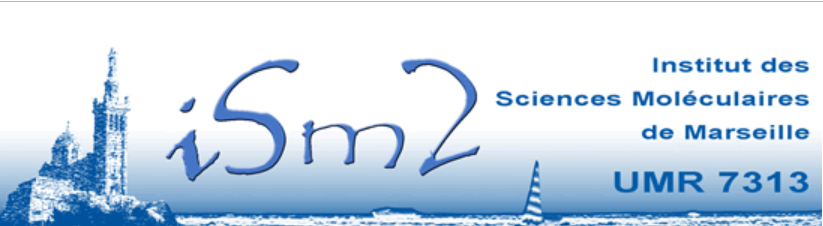 iSm2
Institut des
Sciences Moléculaires
de Marseille
UMR 7313